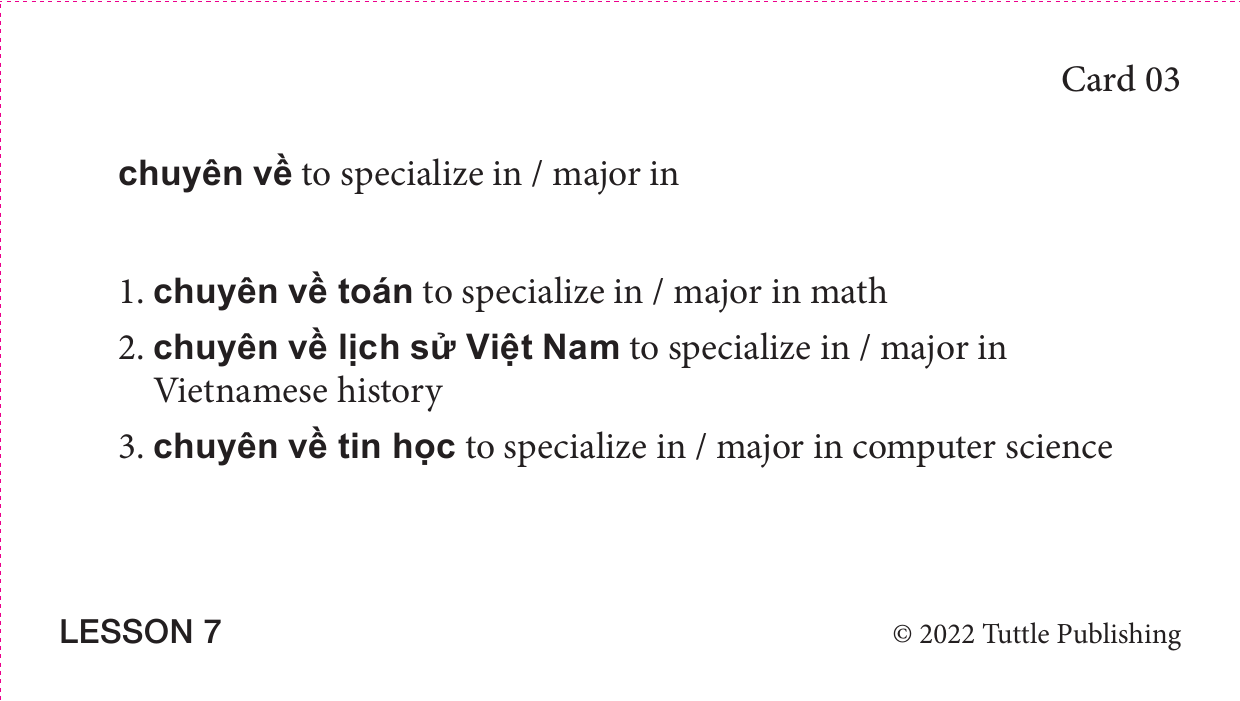 Card 03
chuyên về to specialize in / major in
1. chuyên về toán to specialize in / major in math
2. chuyên về lịch sử Việt Nam to specialize in / major in
Vietnamese history
3. chuyên về tin học to specialize in / major in computer science
LESSON 7
© 2022 Tuttle Publishing